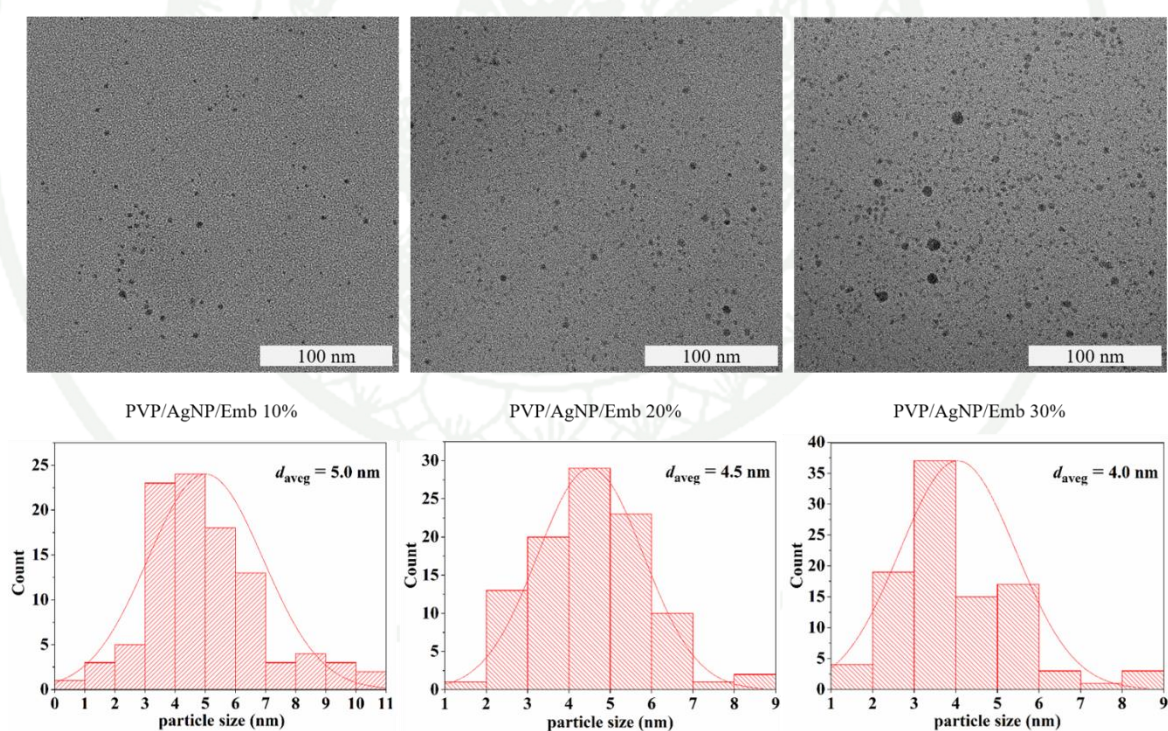 100 nm
100 nm
100 nm
PVP/AgNP/Emb 10%
PVP/AgNP/Emb 20%
PVP/AgNP/Emb 30%
25
20
15
10
5
0
Count
d_aveg = 5.0 nm
0 1 2 3 4 5 6 7 8 9 10 11
particle size (nm)
30
25
20
15
10
5
0
Count
d_aveg = 4.5 nm
1 2 3 4 5 6 7 8 9
particle size (nm)
40
35
30
25
20
15
10
5
0
Count
d_aveg = 4.0 nm
1 2 3 4 5 6 7 8 9
particle size (nm)